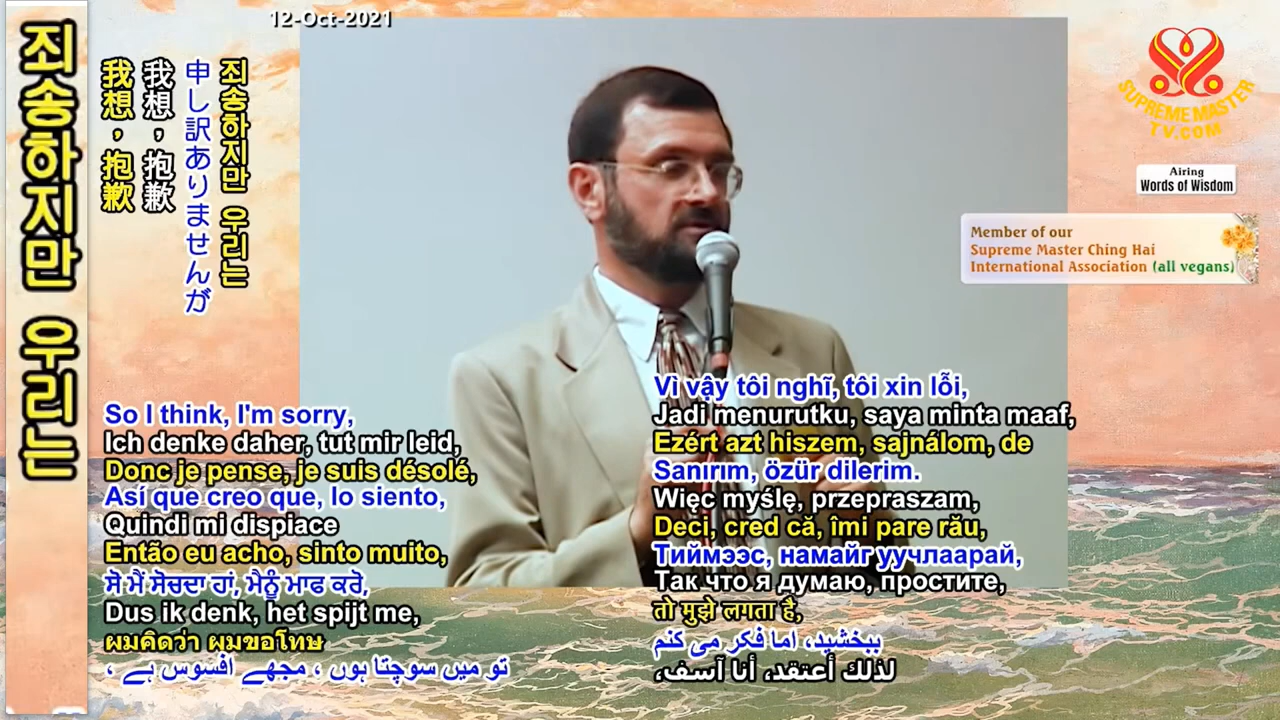 12-Oct-2021
죄송하지만 우리는
我想，抱歉
我想，抱歉
申し訳ありませんが
죄송하지만 우리는
SUPREME MASTER
TV.COM
Airing
Words of Wisdom
Member of our
Supreme Master Ching Hai
International Association (all vegans)
So I think, I'm sorry,
Ich denke daher, tut mir leid,
Donc je pense, je suis désolé,
Así que creo que, lo siento,
Quindi mi dispiace
Então eu acho, sinto muito,
ਸੋ ਮੈਂ ਸੋਚਦਾ ਹਾਂ, ਮੈਨੂੰ ਮਾਫ ਕਰੋ,
Dus ik denk, het spijt me,
ผมคิดว่า ผมขอโทษ
تو میں سوچتا ہوں ، مجھے افسوس ہے ،
Vì vậy tôi nghĩ, tôi xin lỗi,
Jadi menurutku, saya minta maaf,
Ezért azt hiszem, sajnálom, de
Sanırım, özür dilerim.
Więc myślę, przepraszam,
Deci, cred că, îmi pare rău,
Тиймээс, намайг уучлаарай,
Так что я думаю, простите,
तो मुझे लगता है,
ببخشید، اما فکر می کنم
لذلك أعتقد، أنا آسف،